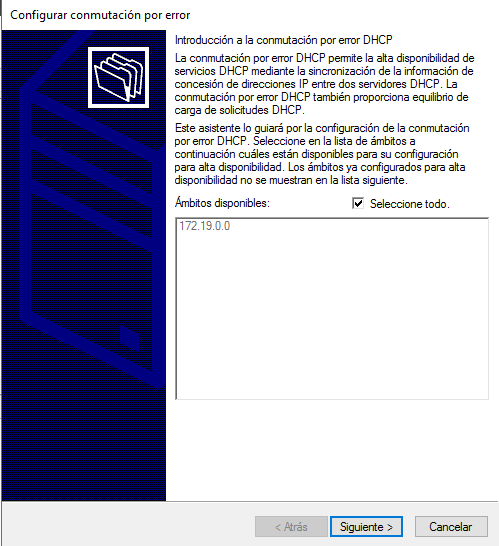 Configurar conmutación por error
Introducción a la conmutación por error DHCP
La conmutación por error DHCP permite la alta disponibilidad de
servicios DHCP mediante la sincronización de la información de
concesión de direcciones IP entre dos servidores DHCP. La
conmutación por error DHCP también proporciona equilibrio de
carga de solicitudes DHCP.
Este asistente lo guiará por la configuración de la conmutación
por error DHCP. Seleccione en la lista de ámbitos a
continuación cuáles están disponibles para su configuración
para alta disponibilidad. Los ámbitos ya configurados para alta
disponibilidad no se muestran en la lista siguiente.
Ámbitos disponibles:
Seleccione todo.
172.19.0.0
< Atrás
Siguiente >
Cancelar